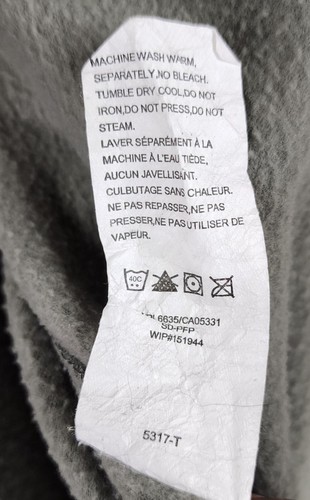 MACHINE WASH WARM,
SEPARATELY,NO BLEACH.
TUMBLE DRY COOL,DO NOT
IRON,DO NOT PRESS,DO NOT
STEAM.
LAVER SÉPARÉMENT À LA
MACHINE À L'EAU TIÈDE,
AUCUN JAVELLISANT.
CULBUTAGE SANS CHALEUR.
NE PAS REPASSER,NE PAS
PRESSER,NE PAS UTILISER DE
VAPEUR.
40C
6635/CA05331
SD-PFP
WIP#151944
5317-T